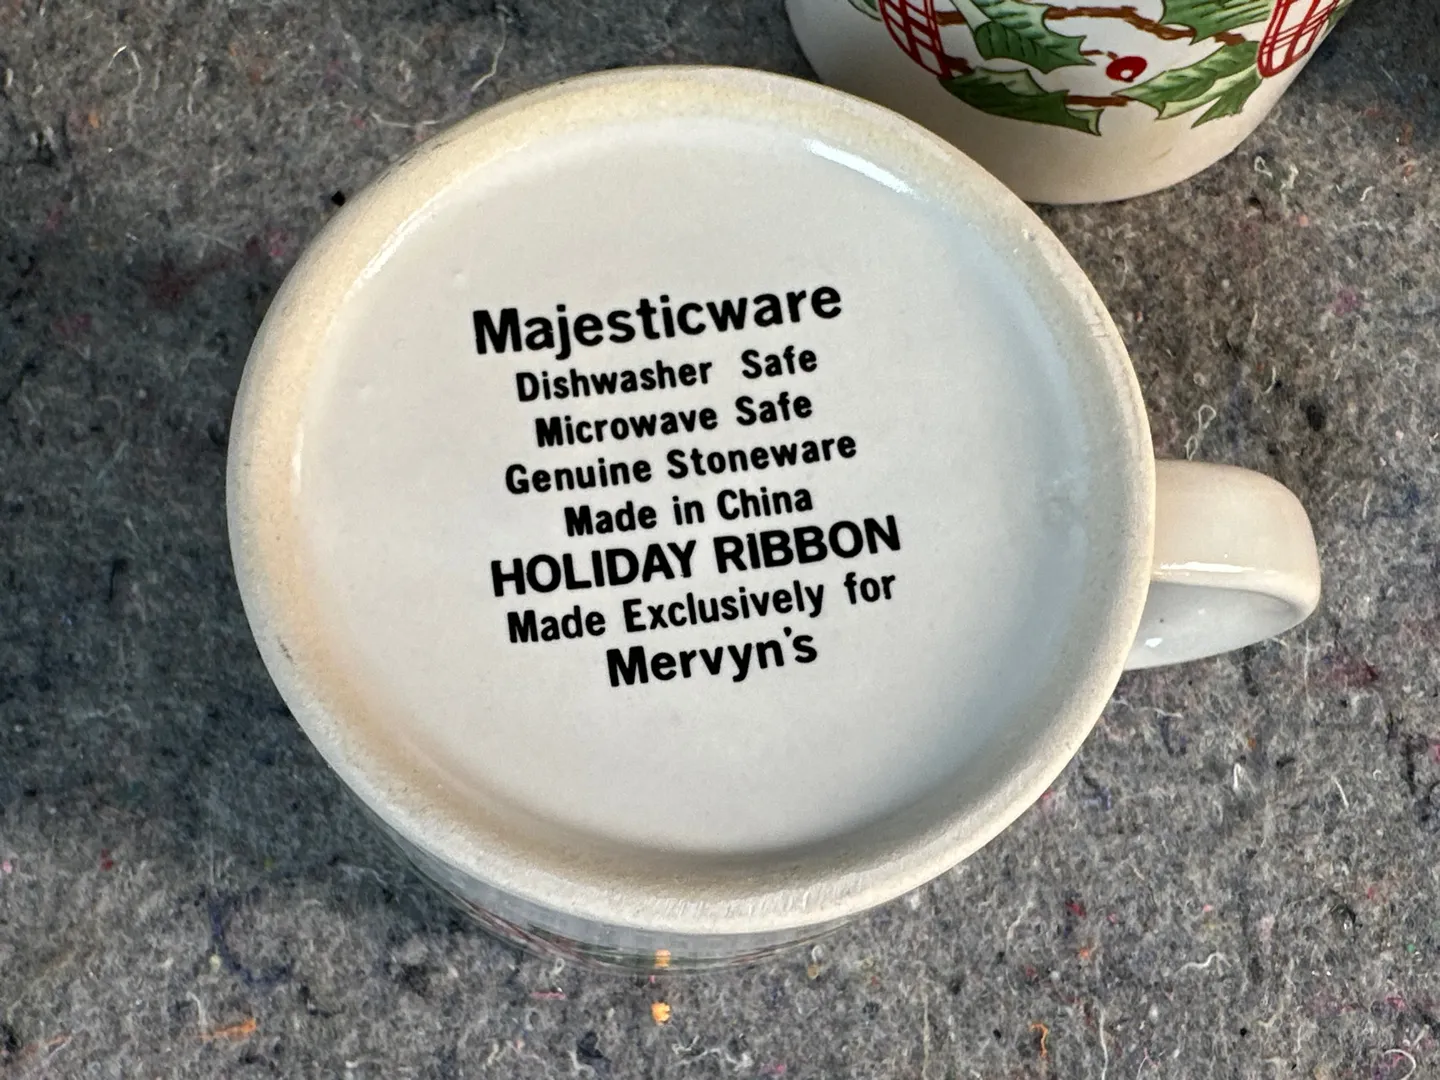 Majesticware
Dishwasher Safe
Microwave Safe
Genuine Stoneware
Made in China
HOLIDAY RIBBON
Made Exclusively for
Mervyn's